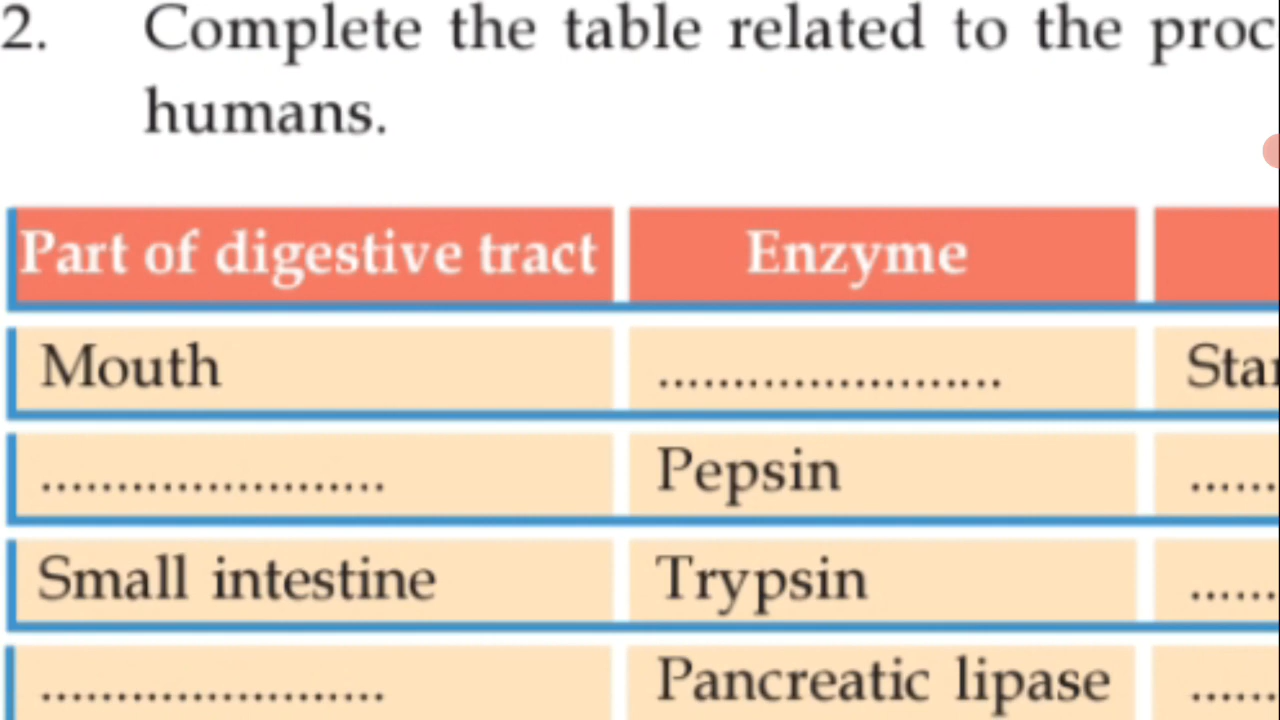 2. Complete the table related to the proc
humans.
Part of digestive tract Enzyme
Mouth ....................... Star
....................... Pepsin ......
Small intestine Trypsin ......
....................... Pancreatic lipase ......